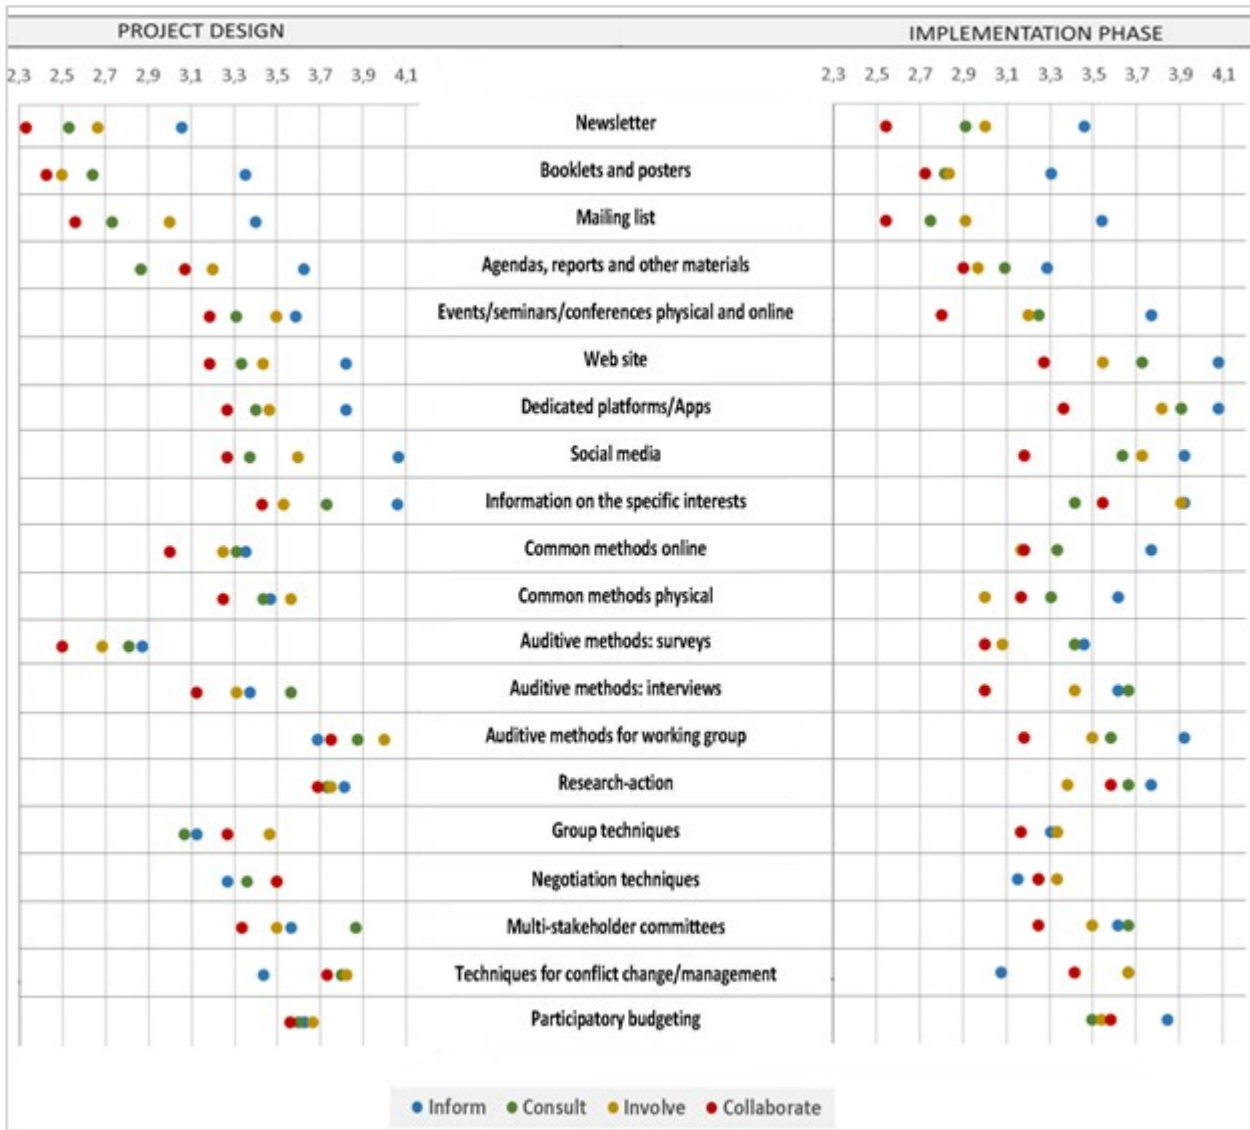 PROJECT DESIGN
IMPLEMENTATION PHASE
2,3 2,5 2,7 2,9 3,1 3,3 3,5 3,7 3,9 4,1
2,3 2,5 2,7 2,9 3,1 3,3 3,5 3,7 3,9 4,1
Newsletter
Booklets and posters
Mailing list
Agendas, reports and other materials
Events/seminars/conferences physical and online
Web site
Dedicated platforms/Apps
Social media
Information on the specific interests
Common methods online
Common methods physical
Auditive methods: surveys
Auditive methods: interviews
Auditive methods for working group
Research-action
Group techniques
Negotiation techniques
Multi-stakeholder committees
Techniques for conflict change/management
Participatory budgeting
Inform Consult Involve Collaborate